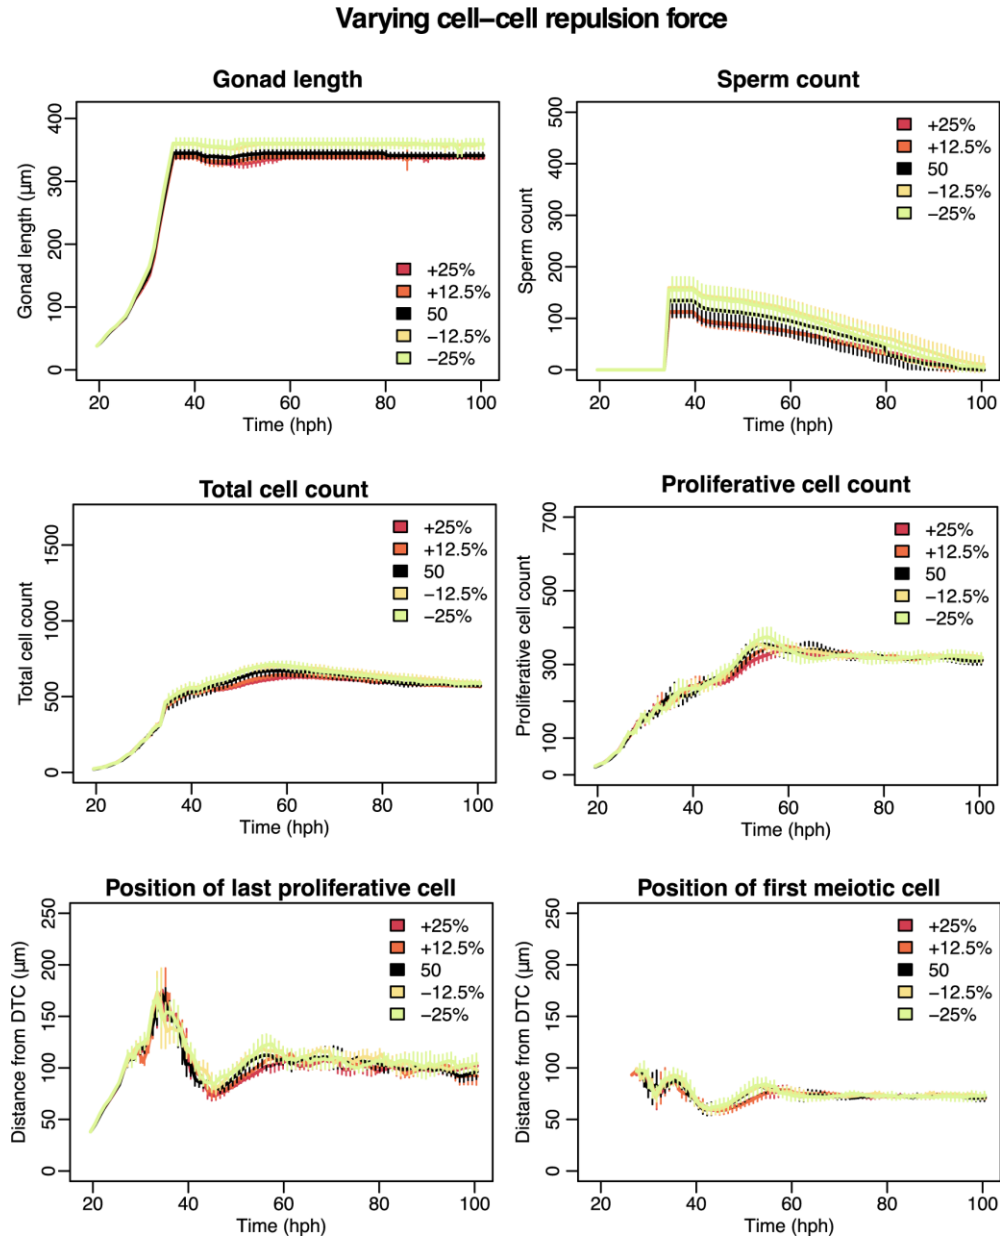 Varying cell–cell repulsion force
Gonad length
Gonad length (µm)
0 100 200 300 400
+25%
+12.5%
50
−12.5%
−25%
20 40 60 80 100
Time (hph)
Sperm count
Sperm count
0 100 200 300 400 500
+25%
+12.5%
50
−12.5%
−25%
20 40 60 80 100
Time (hph)
Total cell count
Total cell count
0 500 1000 1500
+25%
+12.5%
50
−12.5%
−25%
20 40 60 80 100
Time (hph)
Proliferative cell count
Proliferative cell count
0 100 300 500 700
+25%
+12.5%
50
−12.5%
−25%
20 40 60 80 100
Time (hph)
Position of last proliferative cell
Distance from DTC (µm)
0 50 100 150 200 250
+25%
+12.5%
50
−12.5%
−25%
20 40 60 80 100
Time (hph)
Position of first meiotic cell
Distance from DTC (µm)
0 50 100 150 200 250
+25%
+12.5%
50
−12.5%
−25%
20 40 60 80 100
Time (hph)